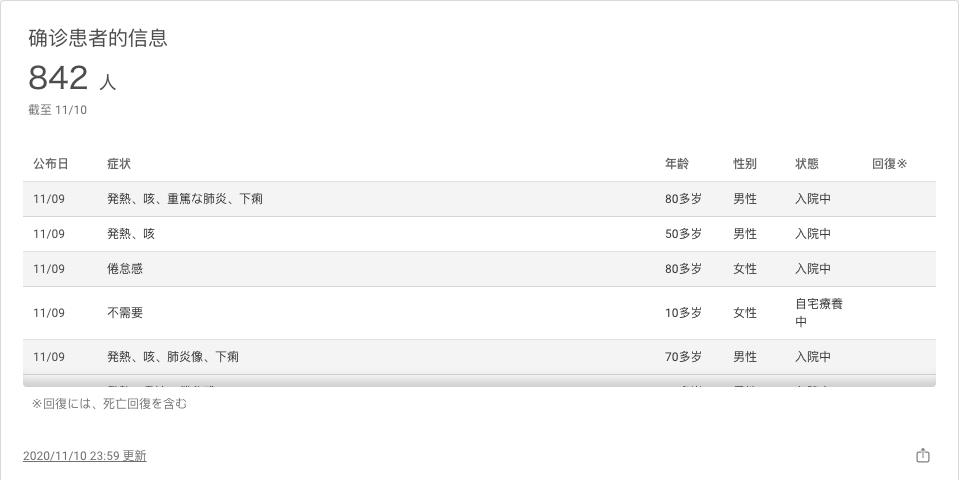 确诊患者的信息
842 人
截至 11/10
公布日 症状 年龄 性别 状態 回復※
11/09 発熱、咳、重篤な肺炎、下痢 80多岁 男性 入院中
11/09 発熱、咳 50多岁 男性 入院中
11/09 倦怠感 80多岁 女性 入院中
11/09 不需要 10多岁 女性 自宅療養
中
11/09 発熱、咳、肺炎像、下痢 70多岁 男性 入院中
※回復には、死亡回復を含む
2020/11/10 23:59 更新